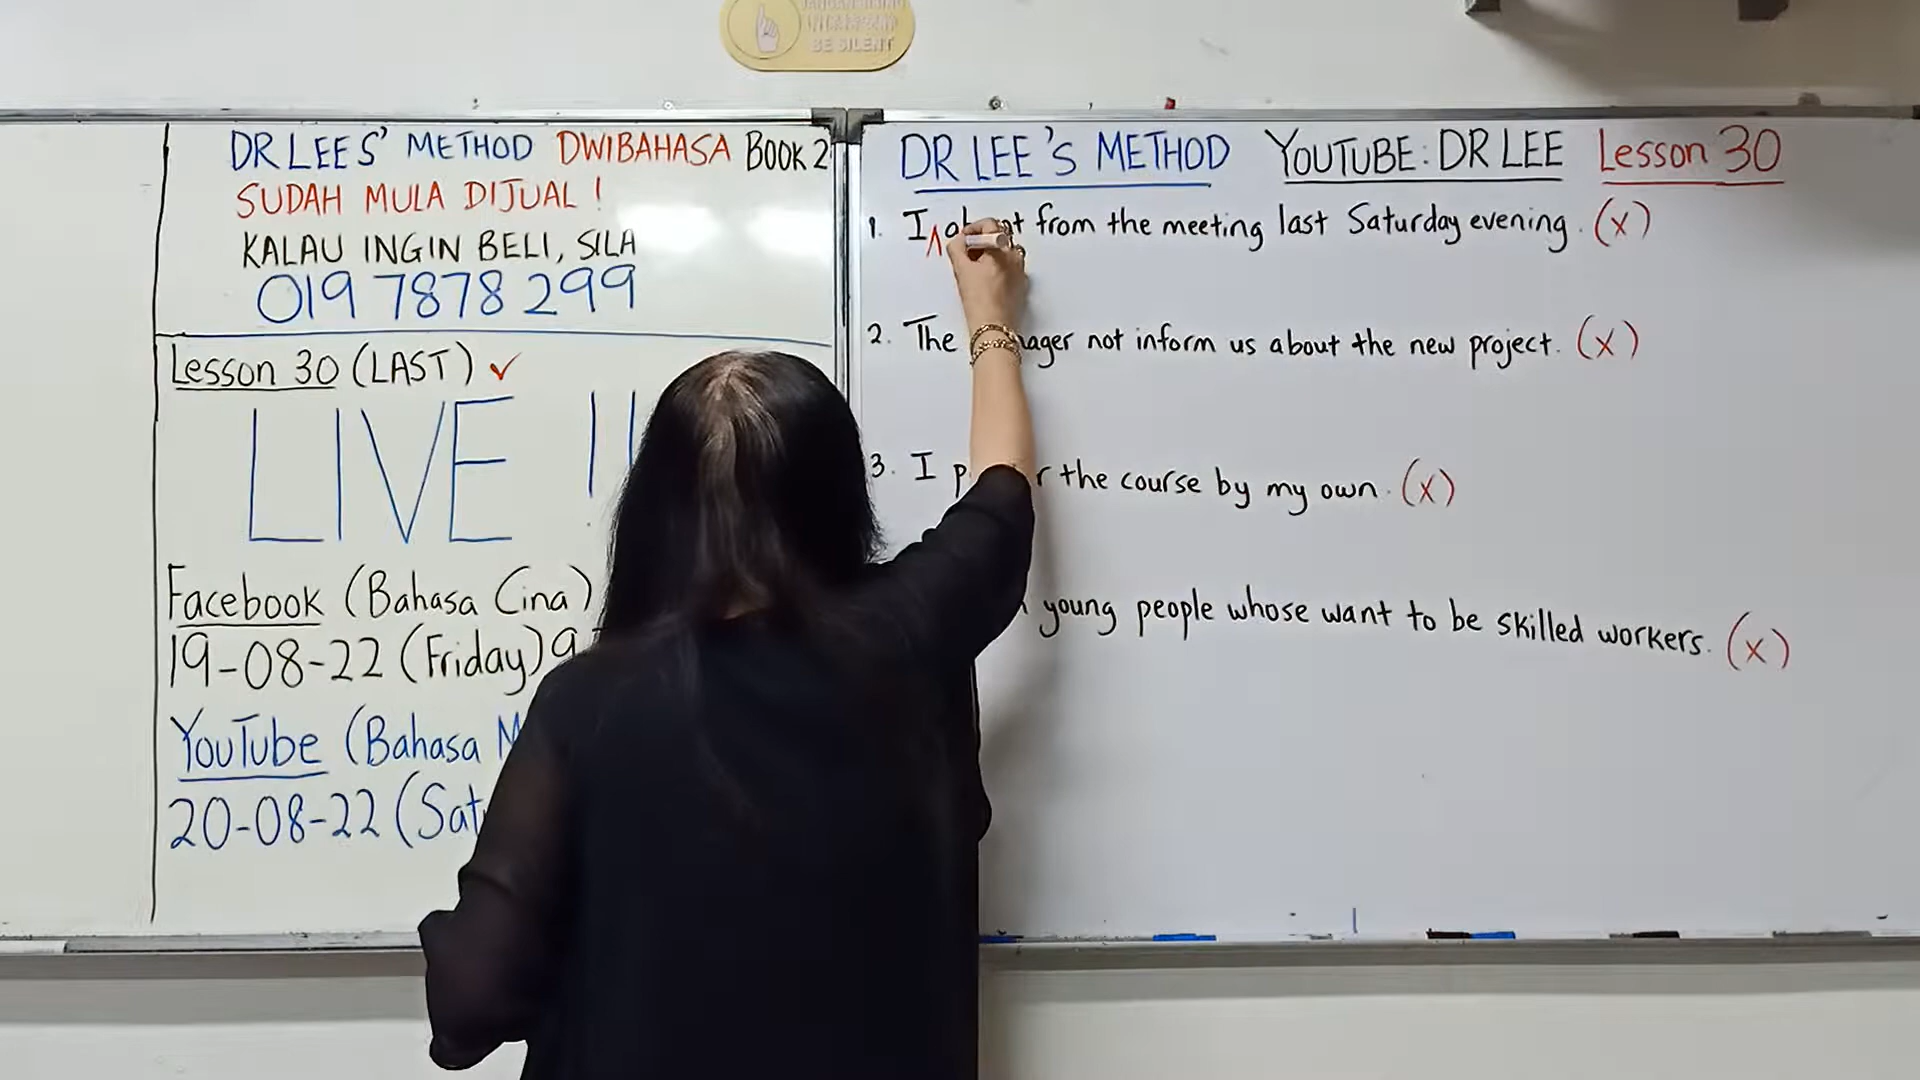 BE SILENT
DR LEE S' METHOD DWIBAHASA BOOK 2
SUDAH MULA DIJUAL !
KALAU INGIN BELI, SILA
019 7878 299
Lesson 30 (LAST) ✓
LIVE !!
Facebook (Bahasa Cina)
19-08-22 (Friday) 9
YouTube (Bahasa
20-08-22 (Sat
DR LEE'S METHOD YOUTUBE: DR LEE Lesson 30
1. I from the meeting last Saturday evening. (x)
2. The not inform us about the new project. (x)
3. I the course by my own. (x)
young people whose want to be skilled workers. (x)